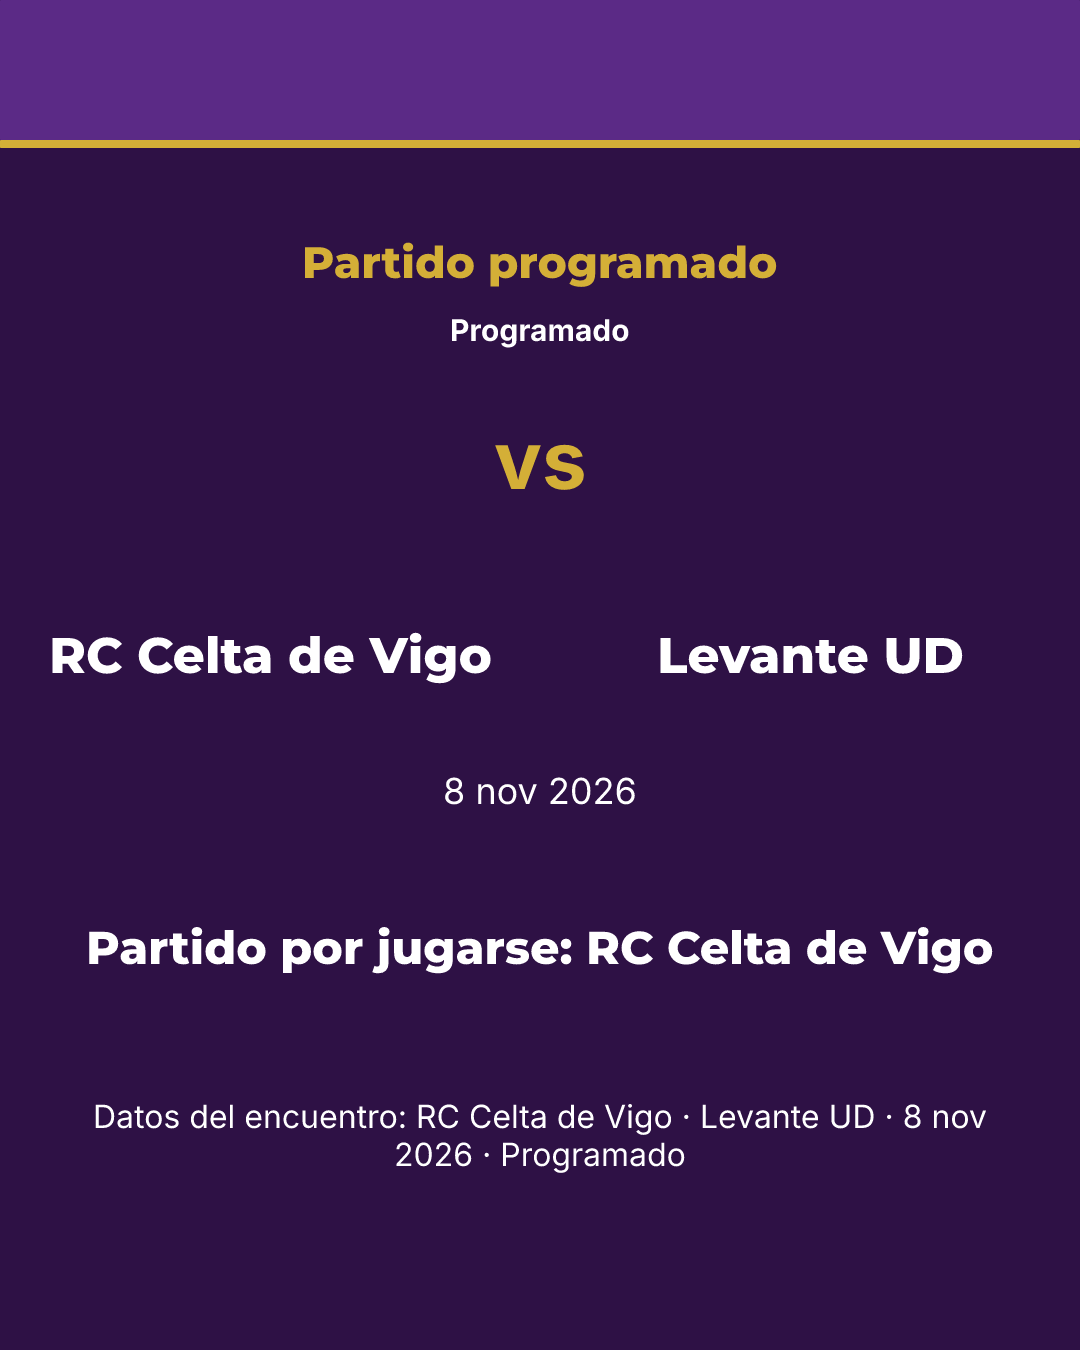 Partido programado
Programado
VS
RC Celta de Vigo
Levante UD
8 nov 2026
Partido por jugarse: RC Celta de Vigo
Datos del encuentro: RC Celta de Vigo · Levante UD · 8 nov
2026 · Programado